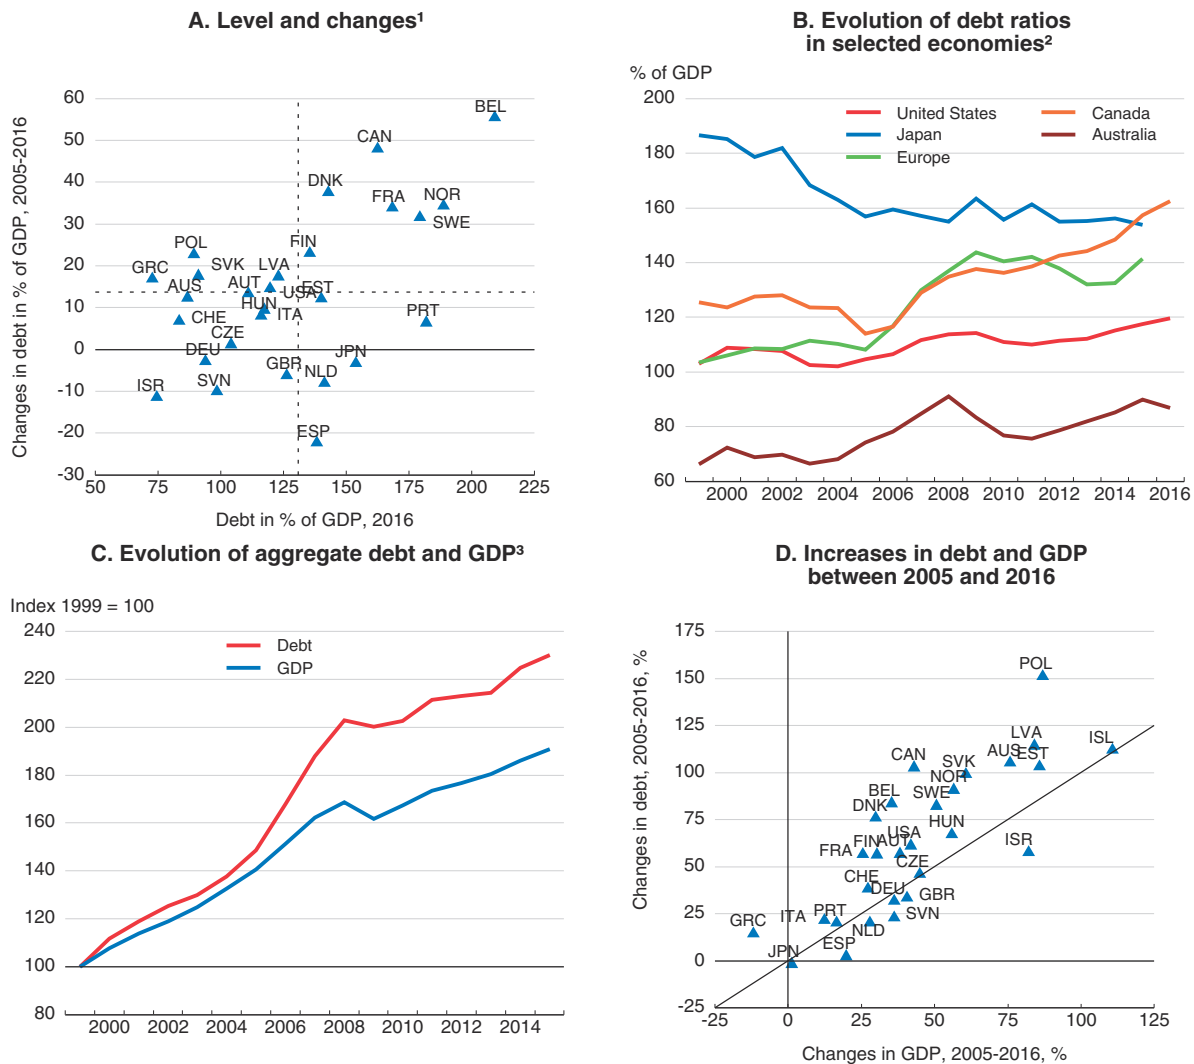 A. Level and changes¹
Changes in debt in % of GDP, 2005-2016
60
50
40
30
20
10
0
-10
-20
-30
BEL
CAN
DNK
FRA
NOR
SWE
FIN
POL
GRC
SVK
LVA
AUS
AUT
USA
EST
HUN
ITA
CHE
PRT
CZE
DEU
JPN
GBR
NLD
ISR
SVN
ESP
50 75 100 125 150 175 200 225
Debt in % of GDP, 2016
B. Evolution of debt ratios
in selected economies²
% of GDP
200
180
160
140
120
100
80
60
United States
Japan
Europe
Canada
Australia
2000 2002 2004 2006 2008 2010 2012 2014 2016
C. Evolution of aggregate debt and GDP³
Index 1999 = 100
240
220
200
180
160
140
120
100
80
Debt
GDP
2000 2002 2004 2006 2008 2010 2012 2014
D. Increases in debt and GDP
between 2005 and 2016
Changes in debt, 2005-2016, %
175
150
125
100
75
50
25
0
-25
POL
LVA
ISL
AUS
EST
CAN
SVK
NOR
BEL
SWE
DNK
HUN
USA
FIN
AUT
FRA
ISR
CZE
CHE
DEU
GBR
ITA
PRT
SVN
GRC
NLD
ESP
JPN
-25 0 25 50 75 100 125
Changes in GDP, 2005-2016, %